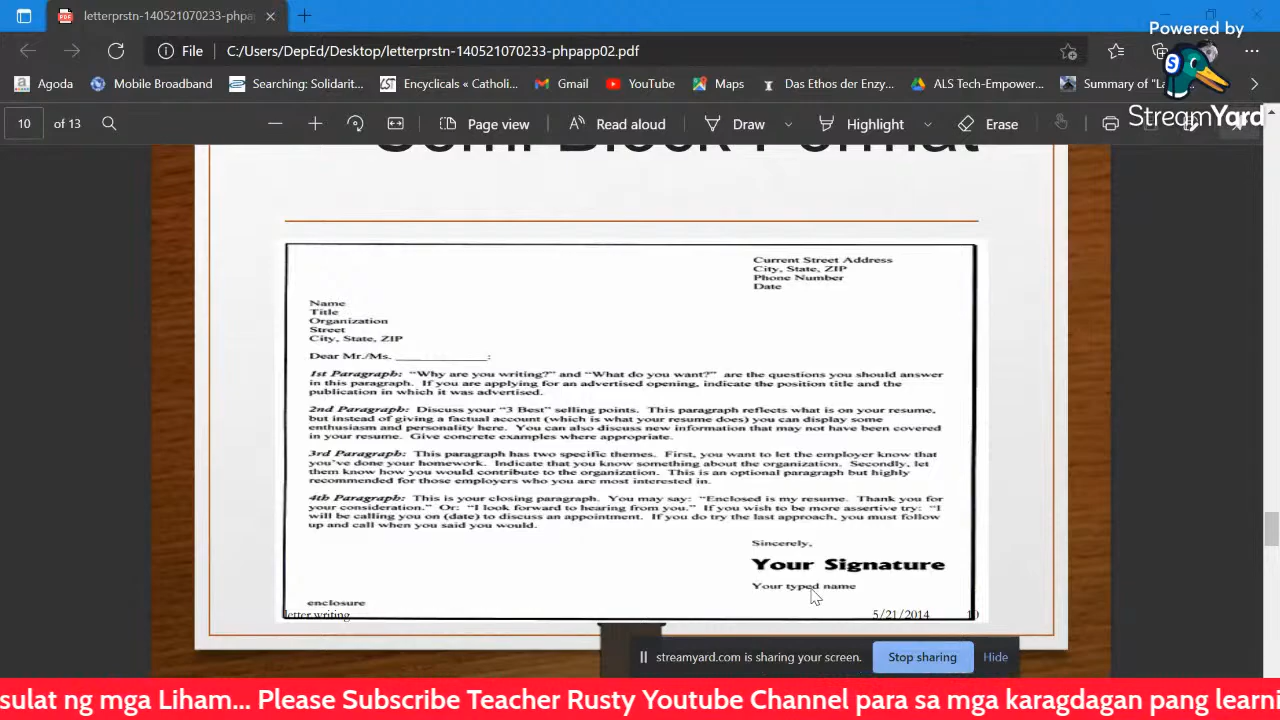 letterprstn-140521070233-phpap
Powered by
File C:/Users/DepEd/Desktop/letterprstn-140521070233-phpapp02.pdf
Agoda Mobile Broadband Searching: Solidarit... Encyclicals - Catholi... Gmail YouTube Maps Das Ethos der Enzy... ALS Tech-Empower... Summary of "La
StreamYard
10 of 13 Page view Read aloud Draw Highlight Erase
Semi Block Format
Current Street Address
City, State, ZIP
Phone Number
Date
Name
Title
Organization
Street
City, State, ZIP
Dear Mr./Ms. ______________:
1st Paragraph: "Why are you writing?" and "What do you want?" are the questions you should answer
in this paragraph. If you are applying for an advertised opening, indicate the position title and the
publication in which it was advertised.
2nd Paragraph: Discuss your "3 Best" selling points. This paragraph reflects what is on your resume,
but instead of giving a factual account (which is what your resume does) you can display some
enthusiasm and personality here. You can also discuss new information that may not have been covered
in your resume. Give concrete examples where appropriate.
3rd Paragraph: This paragraph has two specific themes. First, you want to let the employer know that
you've done your homework. Indicate that you know something about the organization. Secondly, let
them know how you would contribute to the organization. This is an optional paragraph but highly
recommended for those employers who you are most interested in.
4th Paragraph: This is your closing paragraph. You may say: "Enclosed is my resume. Thank you for
your consideration." Or: "I look forward to hearing from you." If you wish to be more assertive try: "I
will be calling you on (date) to discuss an appointment. If you do try the last approach, you must follow
up and call when you said you would.
Sincerely,
Your Signature
Your typed name
enclosure
letter writing 5/21/2014 10
streamyard.com is sharing your screen. Stop sharing Hide
sulat ng mga Liham... Please Subscribe Teacher Rusty Youtube Channel para sa mga karagdagan pang learni